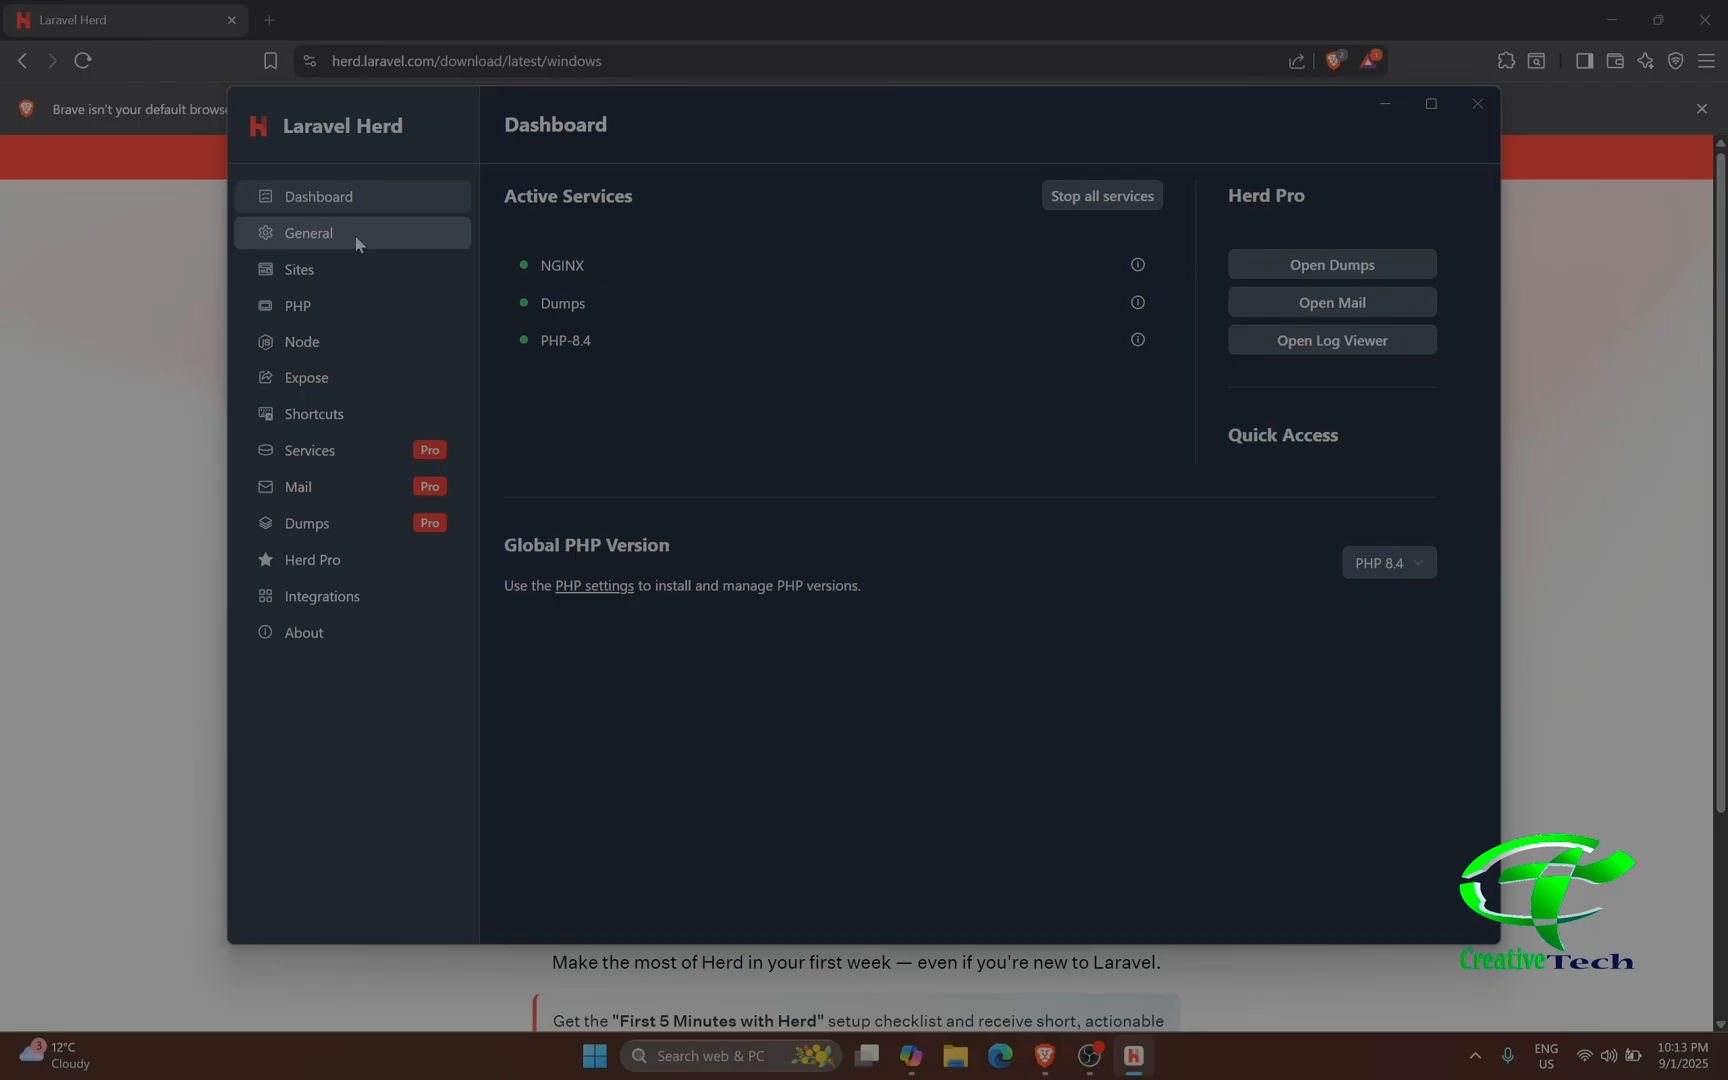 Laravel Herd
herd.laravel.com/download/latest/windows
2
1
Brave isn't your default brows
Laravel Herd
Dashboard
Dashboard
General
Sites
PHP
Node
Expose
Shortcuts
Services Pro
Mail Pro
Dumps Pro
Herd Pro
Integrations
About
Active Services
Stop all services
NGINX
Dumps
PHP-8.4
Herd Pro
Open Dumps
Open Mail
Open Log Viewer
Quick Access
Global PHP Version
Use the PHP settings to install and manage PHP versions.
PHP 8.4
CreativeTech
Make the most of Herd in your first week — even if you're new to Laravel.
Get the "First 5 Minutes with Herd" setup checklist and receive short, actionable
3
12°C
Cloudy
Search web & PC
ENG
US
10:13 PM
9/1/2025